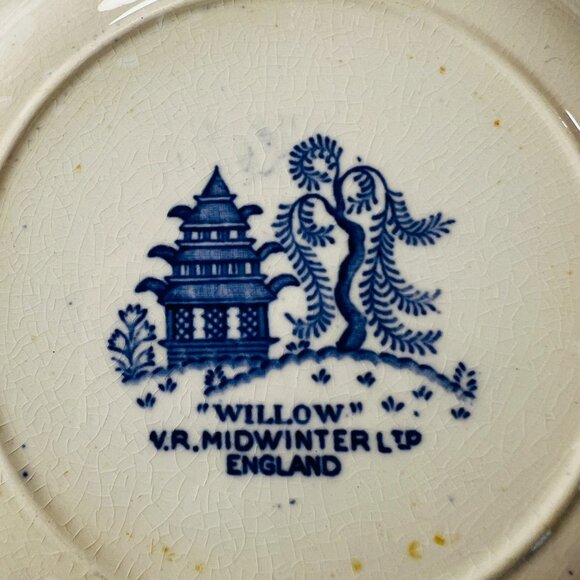 "WILLOW"
W.R. MIDWINTER LTD
ENGLAND